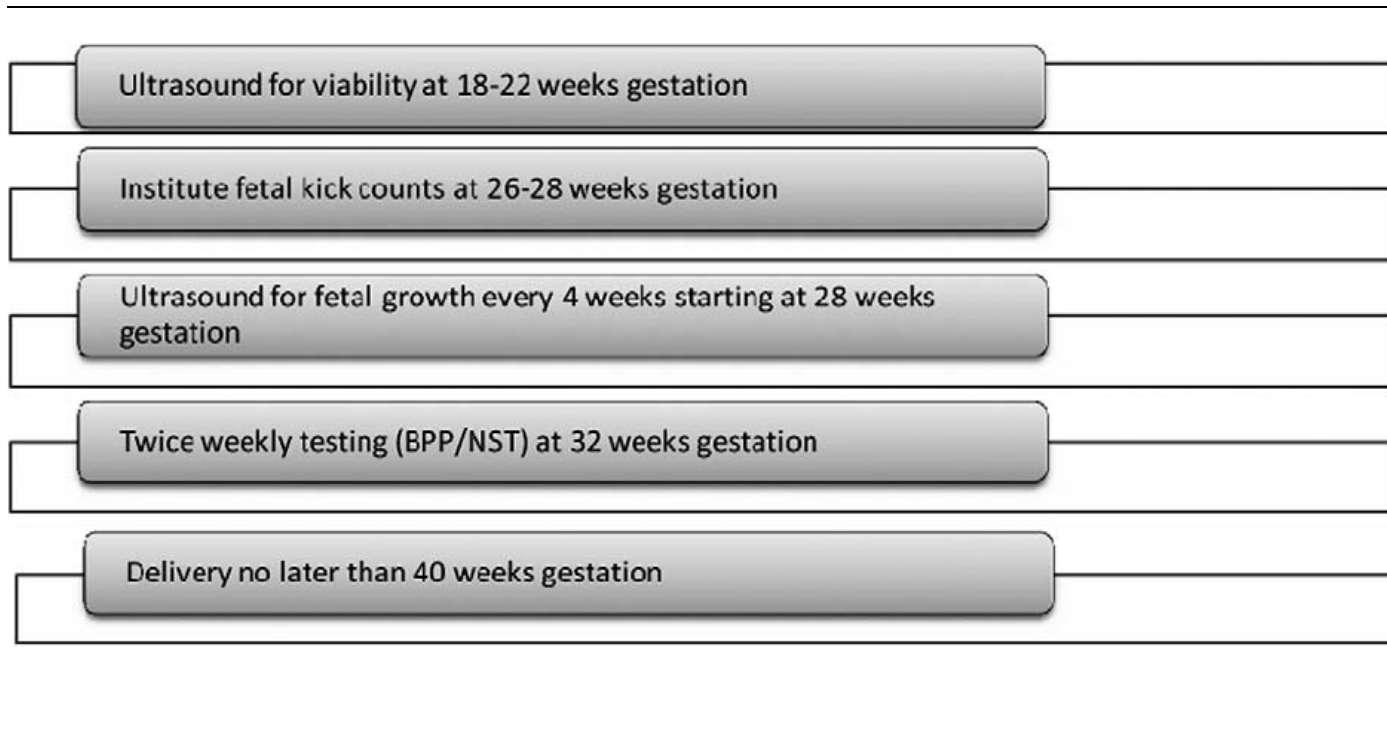 Ultrasound for viability at 18-22 weeks gestation
Institute fetal kick counts at 26-28 weeks gestation
Ultrasound for fetal growth every 4 weeks starting at 28 weeks
gestation
Twice weekly testing (BPP/NST) at 32 weeks gestation
Delivery no later than 40 weeks gestation